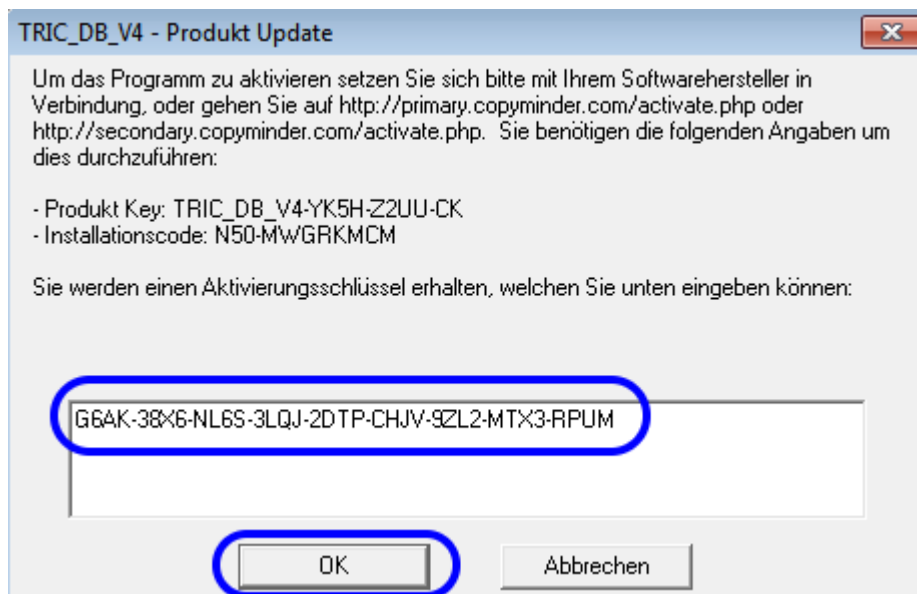 TRIC_DB_V4 - Produkt Update
Um das Programm zu aktivieren setzen Sie sich bitte mit Ihrem Softwarehersteller in
Verbindung, oder gehen Sie auf http://primary.copyminder.com/activate.php oder
http://secondary.copyminder.com/activate.php.  Sie benötigen die folgenden Angaben um
dies durchzuführen:
- Produkt Key: TRIC_DB_V4-YK5H-Z2UU-CK
- Installationscode: N50-MWGRKMCM
Sie werden einen Aktivierungsschlüssel erhalten, welchen Sie unten eingeben können:
G6AK-38X6-NL6S-3LQJ-2DTP-CHJV-9ZL2-MTX3-RPUM
OK Abbrechen